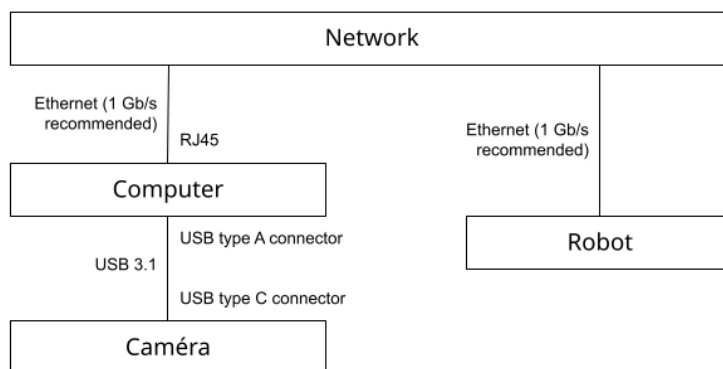 Network
Ethernet (1 Gb/s
recommended)
RJ45
Ethernet (1 Gb/s
recommended)
Computer
USB type A connector
USB 3.1
Robot
USB type C connector
Caméra